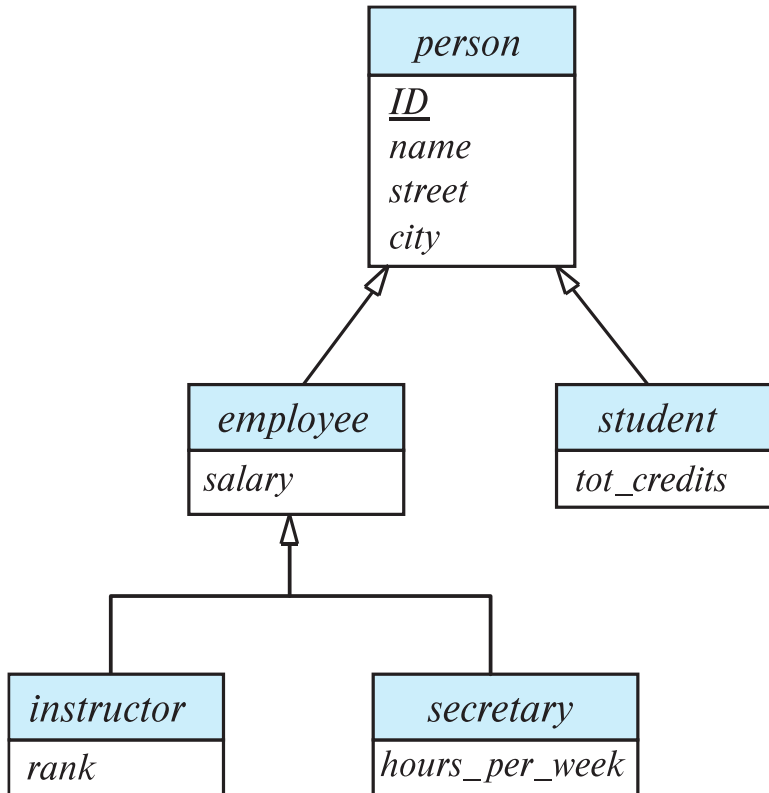 person
ID
name
street
city
employee
salary
student
tot_credits
instructor
rank
secretary
hours_per_week